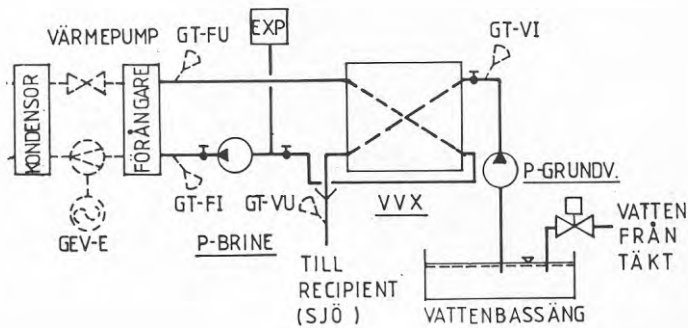 EXP
GT-VI
VÄRMEPUMP
GT-FU
KONDENSOR
FÖRÅNGARE
P-GRUNDV.
GT-FI
GT-VU
VVX
GEV-E
P-BRINE
VATTEN
FRÅN
TÄKT
TILL
RECIPIENT
(SJÖ)
VATTENBASSÄNG